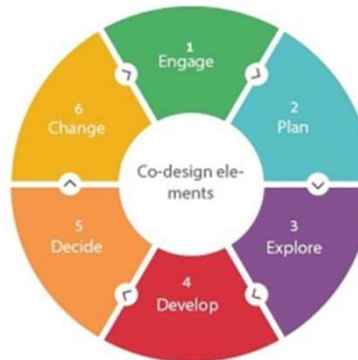 1
Engage
2
Plan
3
Explore
4
Develop
5
Decide
6
Change
Co-design ele-
ments